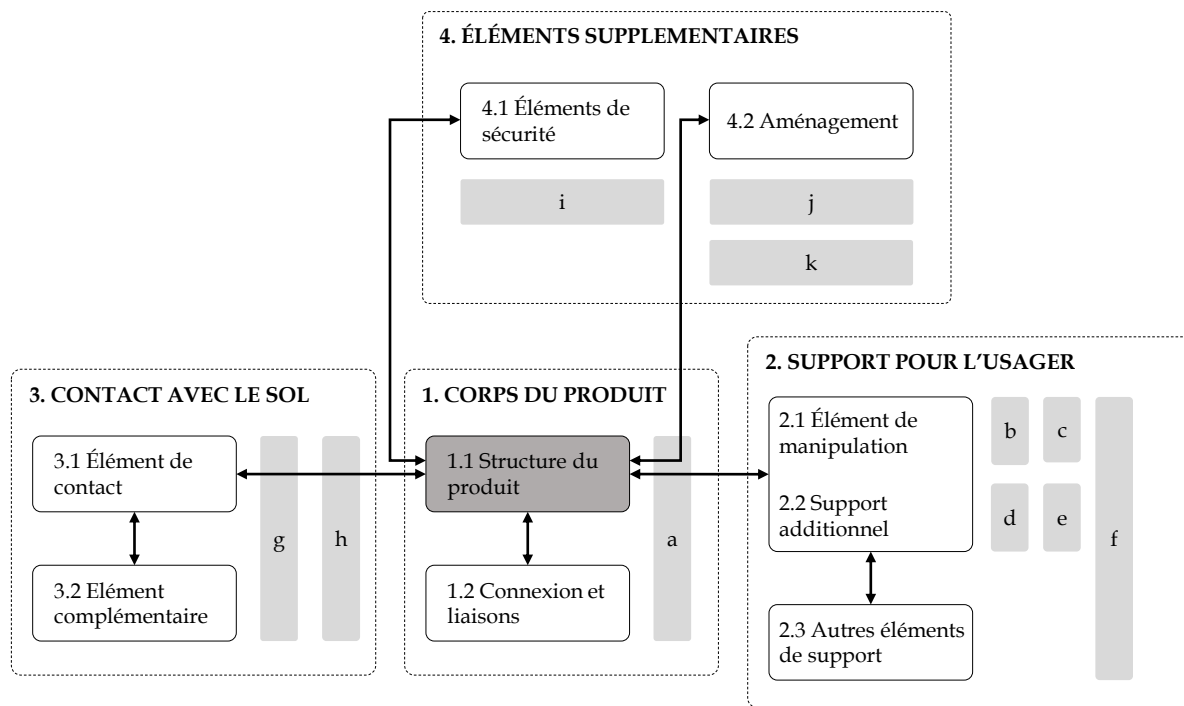 4. ÉLÉMENTS SUPPLEMENTAIRES
4.1 Éléments de
sécurité
4.2 Aménagement
i
j
k
3. CONTACT AVEC LE SOL
3.1 Élément de
contact
3.2 Elément
complémentaire
g
h
1. CORPS DU PRODUIT
1.1 Structure du
produit
1.2 Connexion et
liaisons
a
2. SUPPORT POUR L'USAGER
2.1 Élément de
manipulation
2.2 Support
additionnel
2.3 Autres éléments
de support
b
c
d
e
f